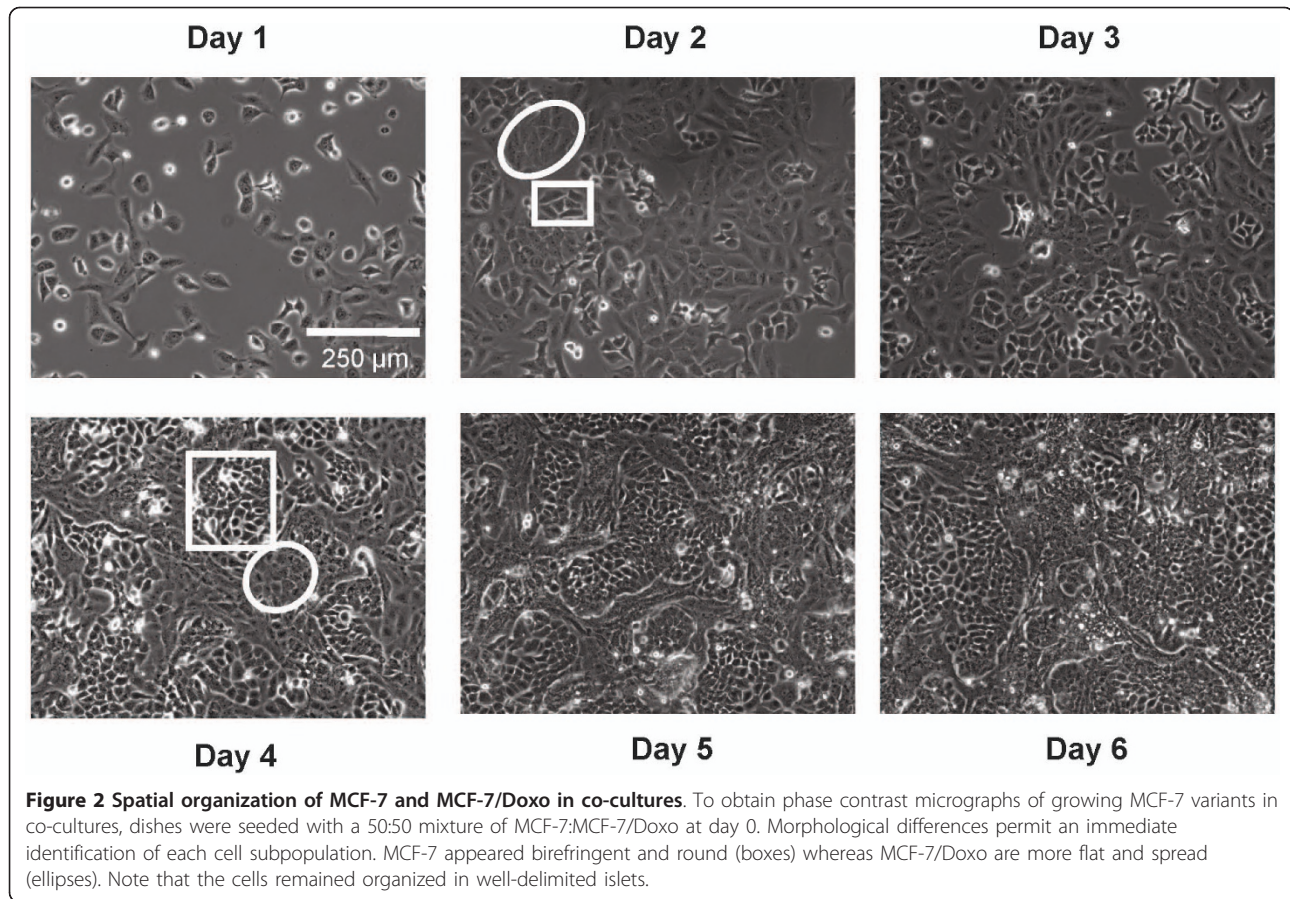 Day 1
Day 2
Day 3
250 μm
Day 4
Day 5
Day 6
Figure 2 Spatial organization of MCF-7 and MCF-7/Doxo in co-cultures. To obtain phase contrast micrographs of growing MCF-7 variants in
co-cultures, dishes were seeded with a 50:50 mixture of MCF-7:MCF-7/Doxo at day 0. Morphological differences permit an immediate
identification of each cell subpopulation. MCF-7 appeared birefringent and round (boxes) whereas MCF-7/Doxo are more flat and spread
(ellipses). Note that the cells remained organized in well-delimited islets.